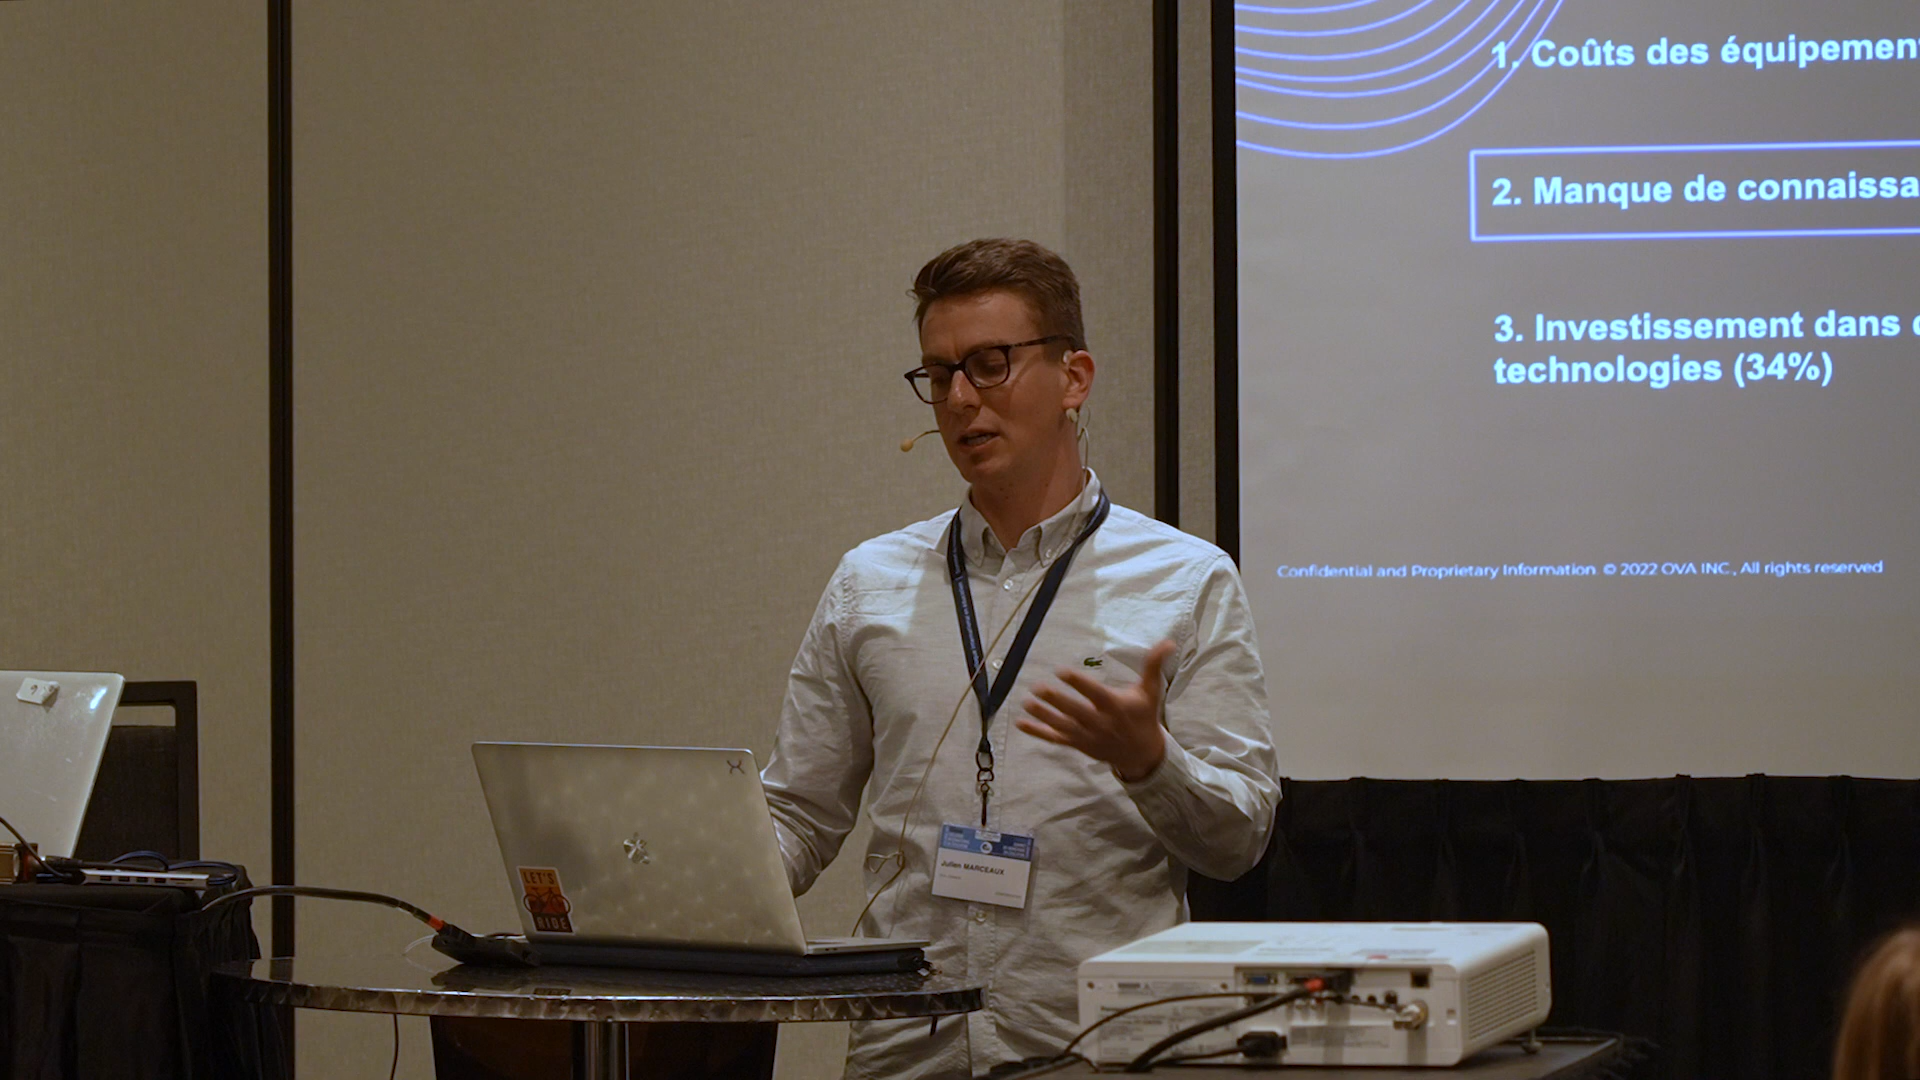 1. Coûts des équipemen
2. Manque de connaissa
3. Investissement dans
technologies (34%)
Confidential and Proprietary Information © 2022 OVA INC., All rights reserved
Julien MARCEAUX
LET'S
RIDE